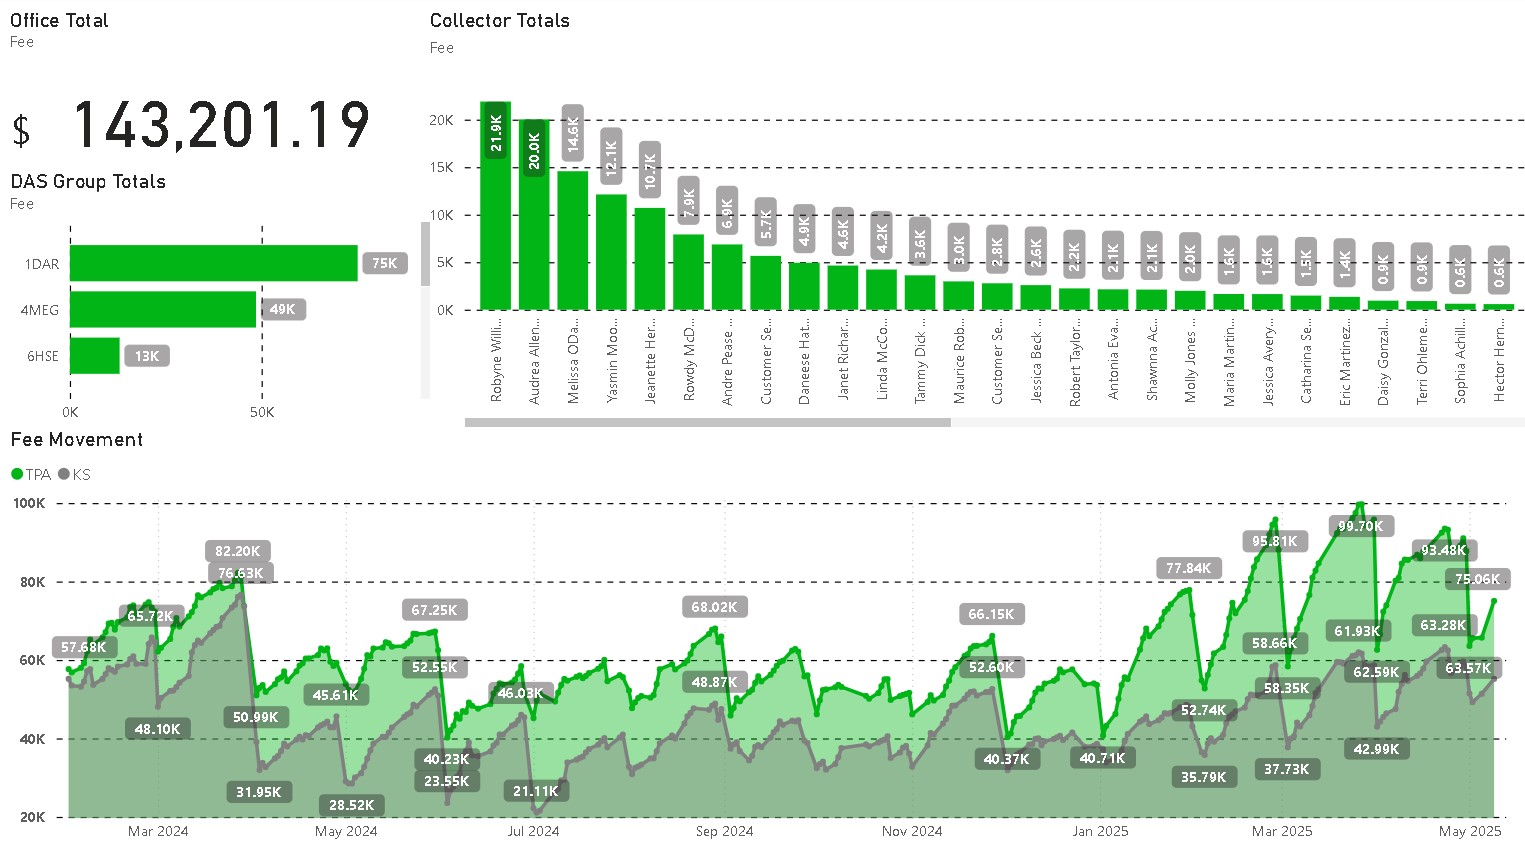 Office Total
Fee
$ 143,201.19
DAS Group Totals
Fee
1DAR 75K
4MEG 49K
6HSE 13K
0K 50K
Collector Totals
Fee
20K
15K
10K
5K
0K
21.9K
20.0K
14.6K
12.1K
10.7K
7.9K
6.9K
5.7K
4.9K
4.6K
4.2K
3.6K
3.0K
2.8K
2.6K
2.2K
2.1K
2.1K
2.0K
1.6K
1.6K
1.5K
1.4K
0.9K
0.9K
0.6K
0.6K
Robyne Willi...
Audrea Allen...
Melissa ODa...
Yasmin Moo...
Jeanette Her...
Rowdy McD...
Andre Pease ...
Customer Se...
Daneese Hat...
Janet Richar...
Linda McCo...
Tammy Dick ...
Maurice Rob...
Customer Se...
Jessica Beck ...
Robert Taylor...
Antonia Eva...
Shawnna Ac...
Molly Jones ...
Maria Martin...
Jessica Avery...
Catharina Se...
Eric Martinez...
Daisy Gonzal...
Terri Ohleme...
Sophia Achill...
Hector Hern...
Fee Movement
TPA KS
100K
80K
60K
40K
20K
57.68K
65.72K
48.10K
82.20K
76.63K
50.99K
31.95K
45.61K
28.52K
67.25K
52.55K
40.23K
23.55K
46.03K
21.11K
68.02K
48.87K
66.15K
52.60K
40.37K
40.71K
77.84K
52.74K
35.79K
95.81K
58.66K
58.35K
37.73K
99.70K
61.93K
62.59K
42.99K
93.48K
63.28K
75.06K
63.57K
Mar 2024 May 2024 Jul 2024 Sep 2024 Nov 2024 Jan 2025 Mar 2025 May 2025